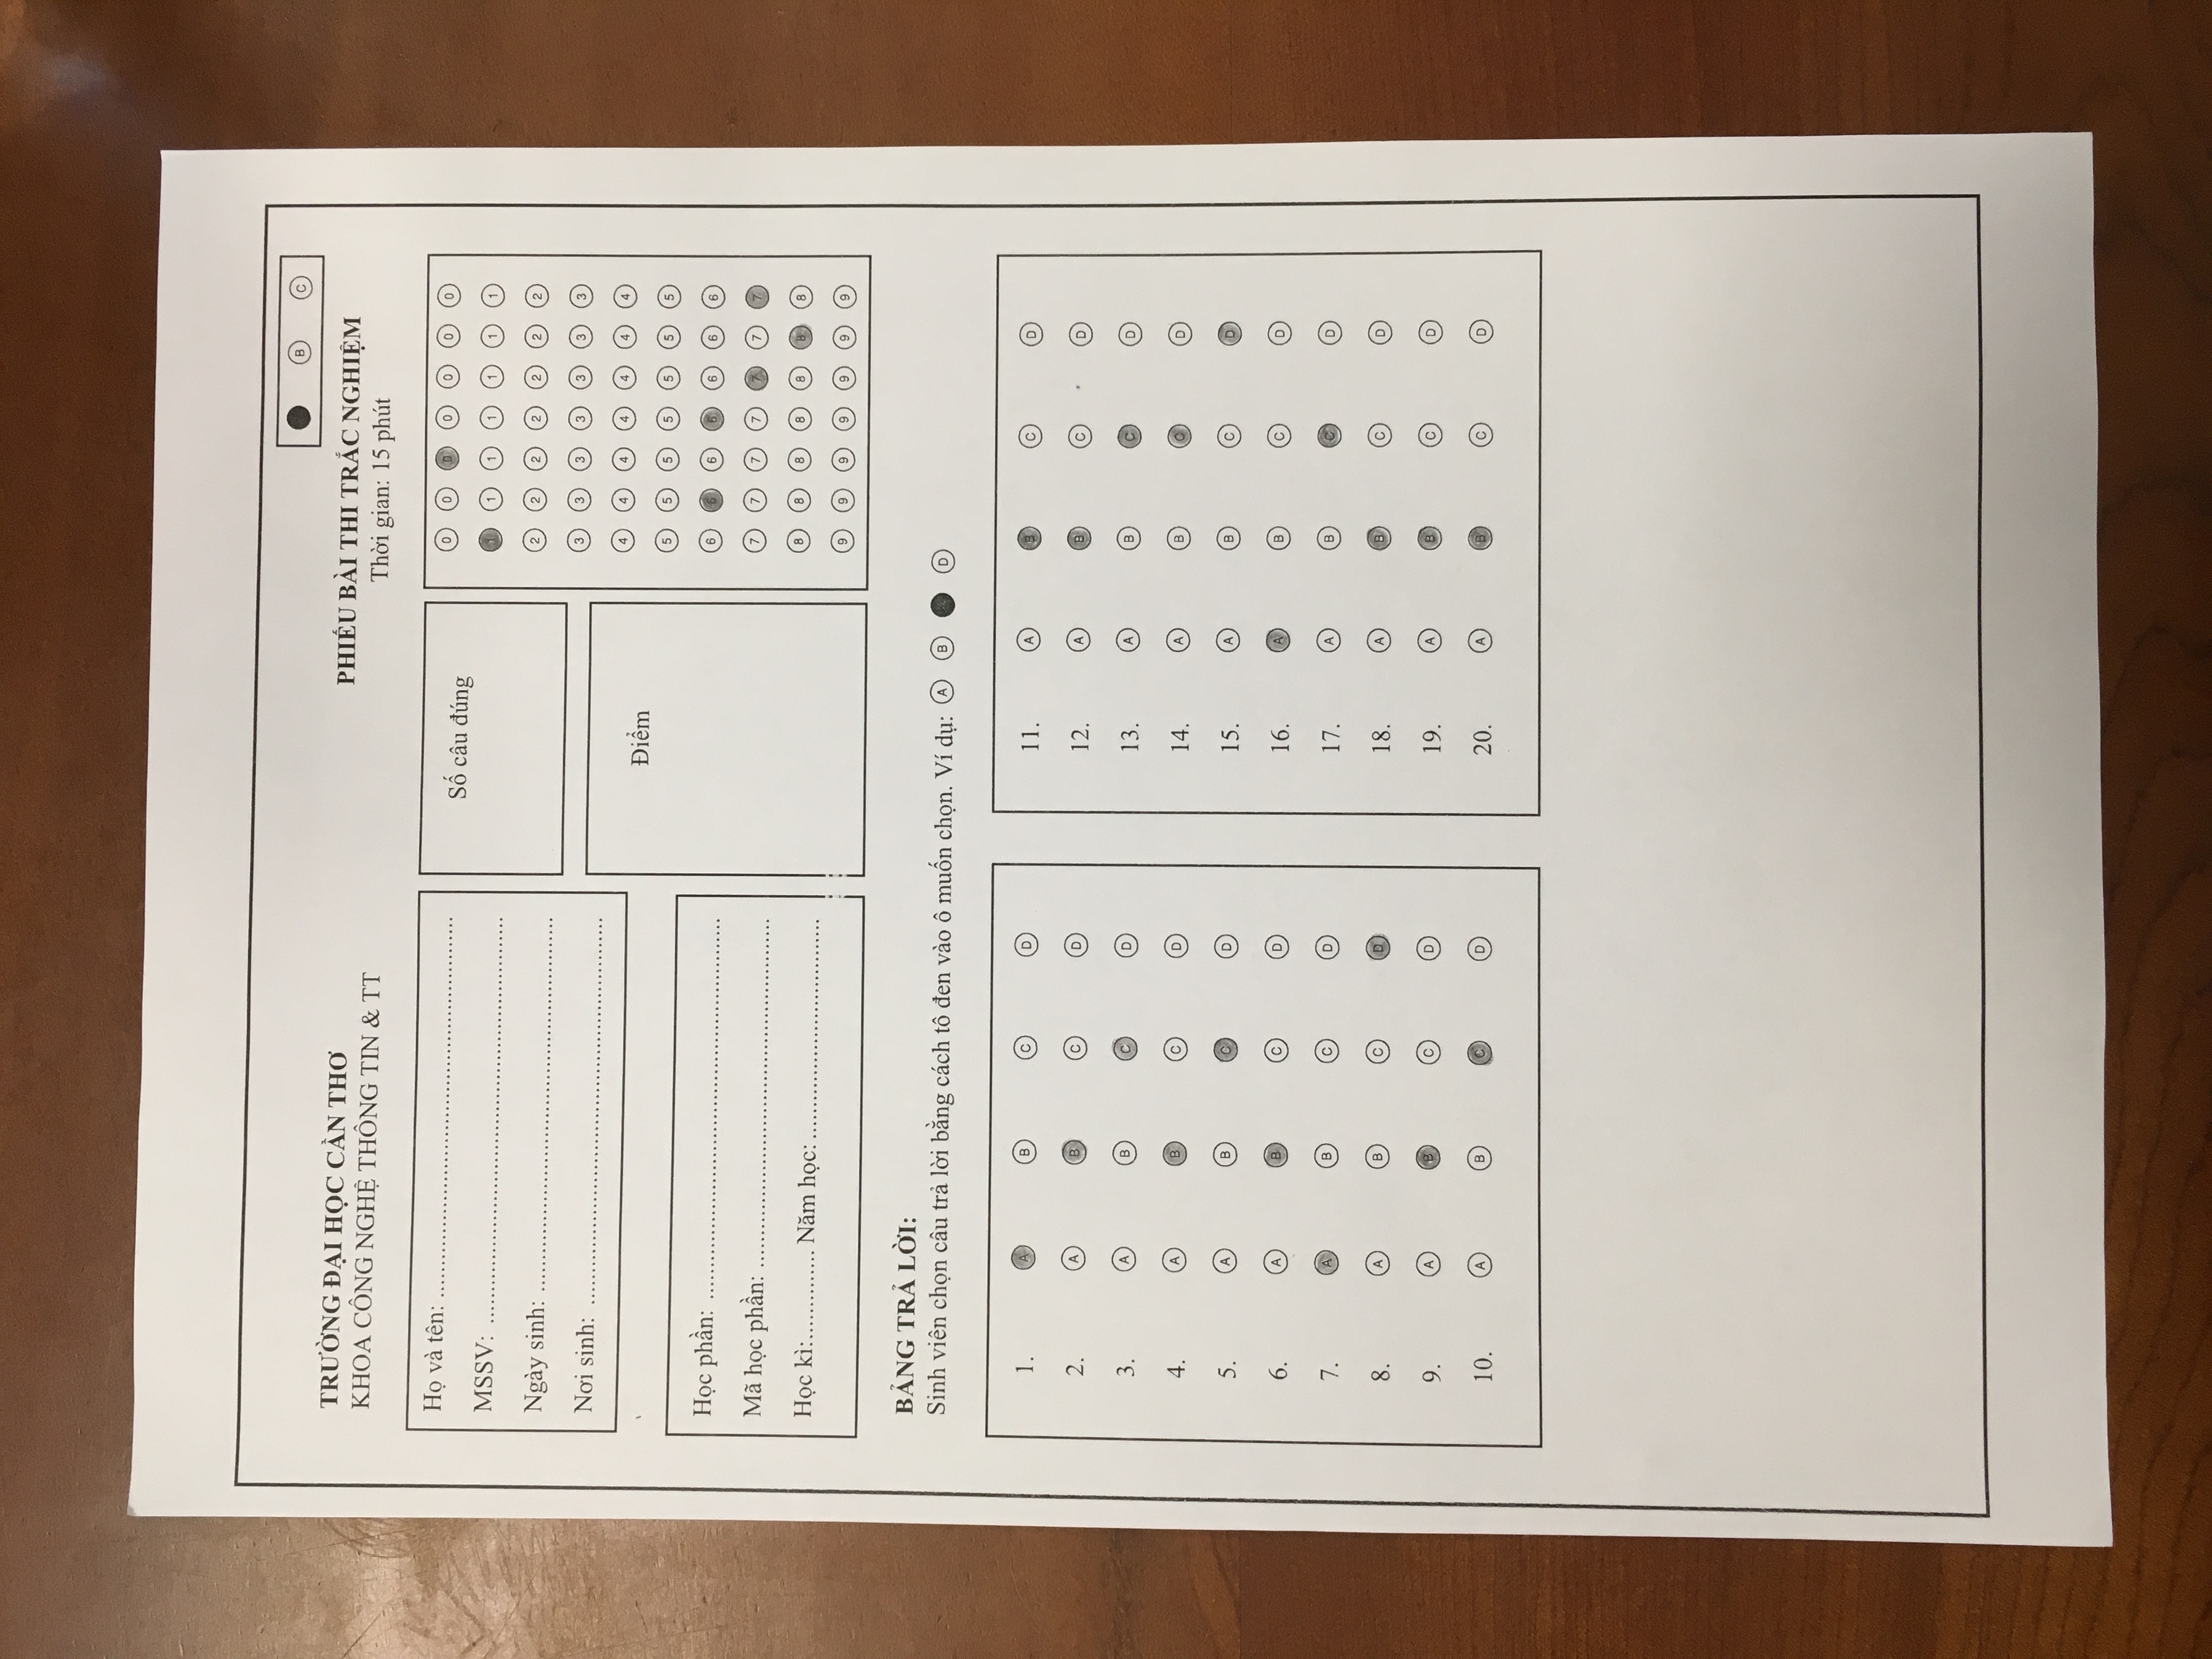 B C
TRƯỜNG ĐẠI HỌC CẦN THƠ
KHOA CÔNG NGHỆ THÔNG TIN & TT
PHIẾU BÀI THI TRẮC NGHIỆM
Thời gian: 15 phút
Họ và tên: ............................................................
MSSV: ................................................................
Ngày sinh: ...........................................................
Nơi sinh: .............................................................
Học phần: ............................................................
Mã học phần: .......................................................
Học kì:.............. Năm học: ...................................
Số câu đúng
Điểm
0 0 0 0 0 0 0
1 1 1 1 1 1 1
2 2 2 2 2 2 2
3 3 3 3 3 3 3
4 4 4 4 4 4 4
5 5 5 5 5 5 5
6 6 6 6 6 6 6
7 7 7 7 7 7 7
8 8 8 8 8 8 8
9 9 9 9 9 9 9
BẢNG TRẢ LỜI:
Sinh viên chọn câu trả lời bằng cách tô đen vào ô muốn chọn. Ví dụ: A B D
1. A B C D
2. A B C D
3. A B C D
4. A B C D
5. A B C D
6. A B C D
7. A B C D
8. A B C D
9. A B C D
10. A B C D
11. A B C D
12. A B C D
13. A B C D
14. A B C D
15. A B C D
16. A B C D
17. A B C D
18. A B C D
19. A B C D
20. A B C D